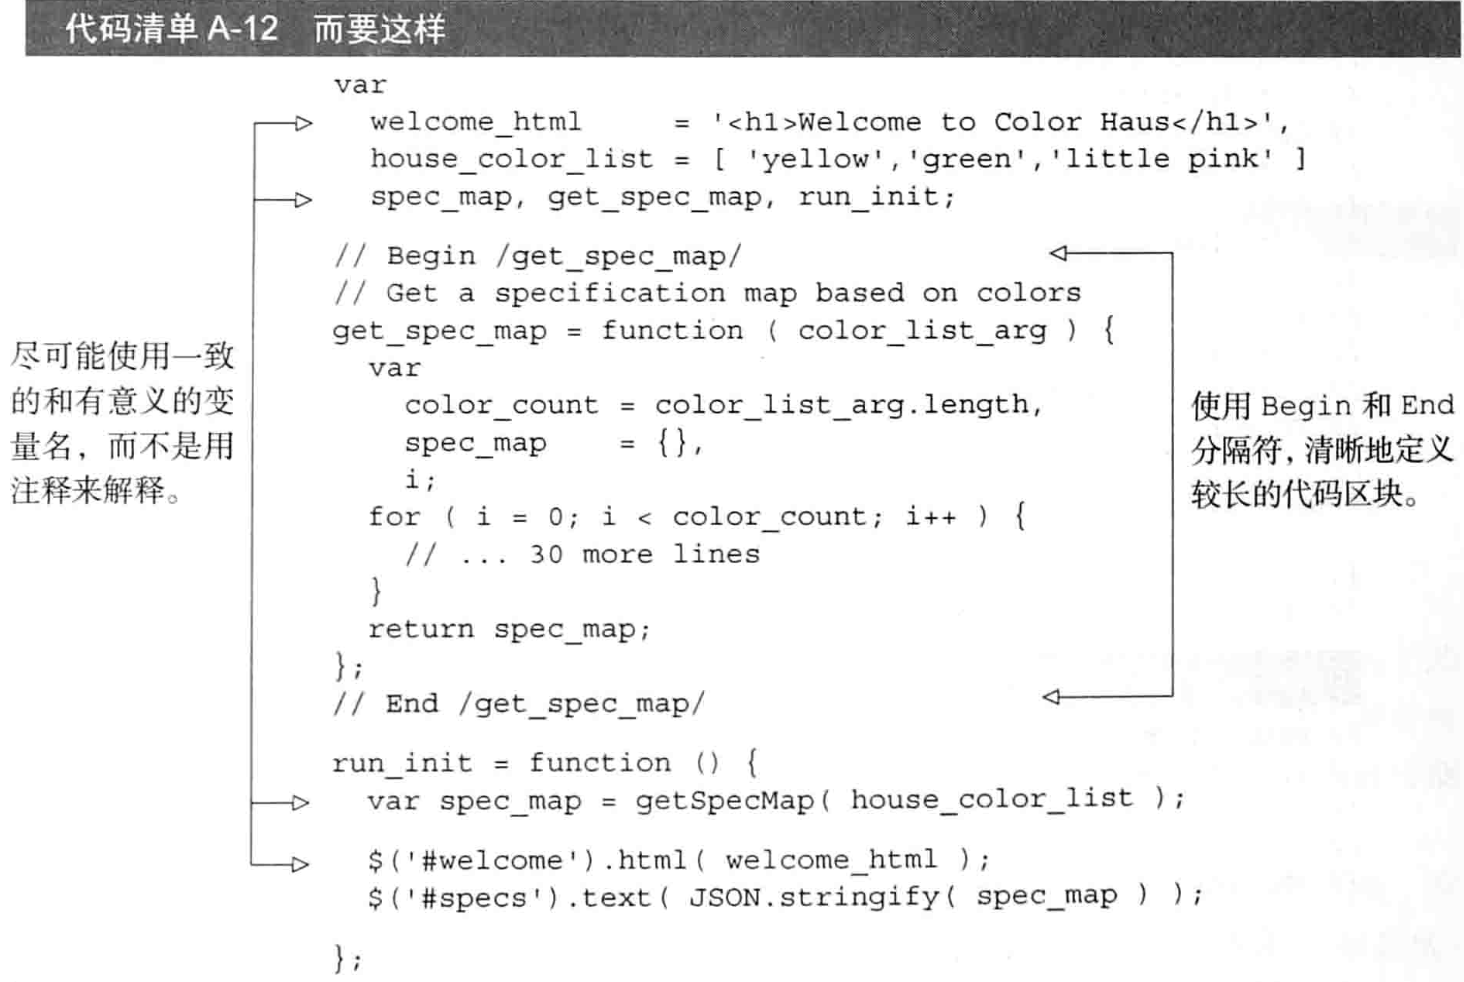 代码清单 A-12 而要这样
var
welcome_html = '<h1>Welcome to Color Haus</h1>',
house_color_list = [ 'yellow','green','little pink' ]
spec_map, get_spec_map, run_init;
// Begin /get_spec_map/
// Get a specification map based on colors
get_spec_map = function ( color_list_arg ) {
var
color_count = color_list_arg.length,
spec_map = {},
i;
for ( i = 0; i < color_count; i++ ) {
// ... 30 more lines
}
return spec_map;
};
// End /get_spec_map/
run_init = function () {
var spec_map = getSpecMap( house_color_list );
$('#welcome').html( welcome_html );
$('#specs').text( JSON.stringify( spec_map ) );
};
尽可能使用一致
的和有意义的变
量名，而不是用
注释来解释。
使用 Begin 和 End
分隔符，清晰地定义
较长的代码区块。